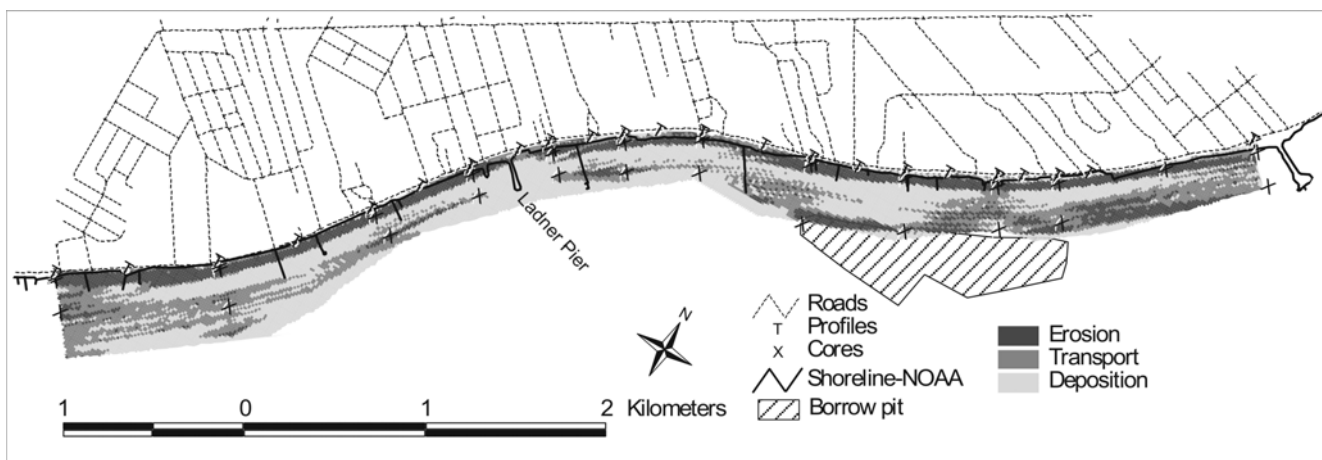 Ladner Pier
N
Roads
T Profiles
X Cores
Shoreline-NOAA
Borrow pit
Erosion
Transport
Deposition
1 0 1 2 Kilometers